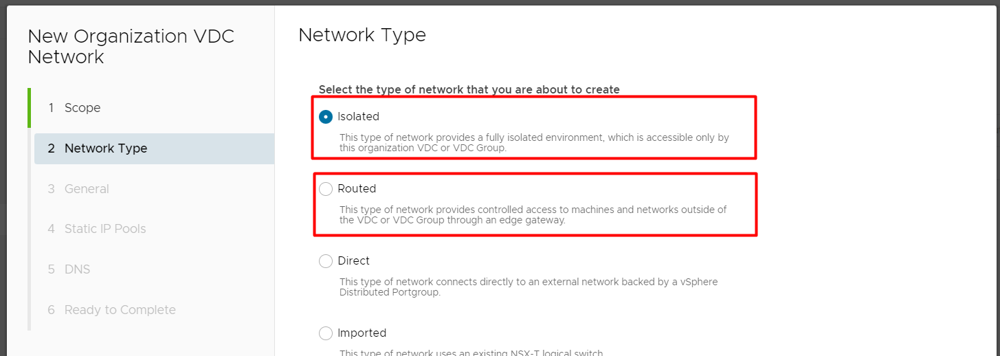 New Organization VDC
Network
1 Scope
2 Network Type
3 General
4 Static IP Pools
5 DNS
6 Ready to Complete
Network Type
Select the type of network that you are about to create
Isolated
This type of network provides a fully isolated environment, which is accessible only by
this organization VDC or VDC Group.
Routed
This type of network provides controlled access to machines and networks outside of
the VDC or VDC Group through an edge gateway.
Direct
This type of network connects directly to an external network backed by a vSphere
Distributed Portgroup.
Imported
This type of network uses an existing NSX-T logical switch